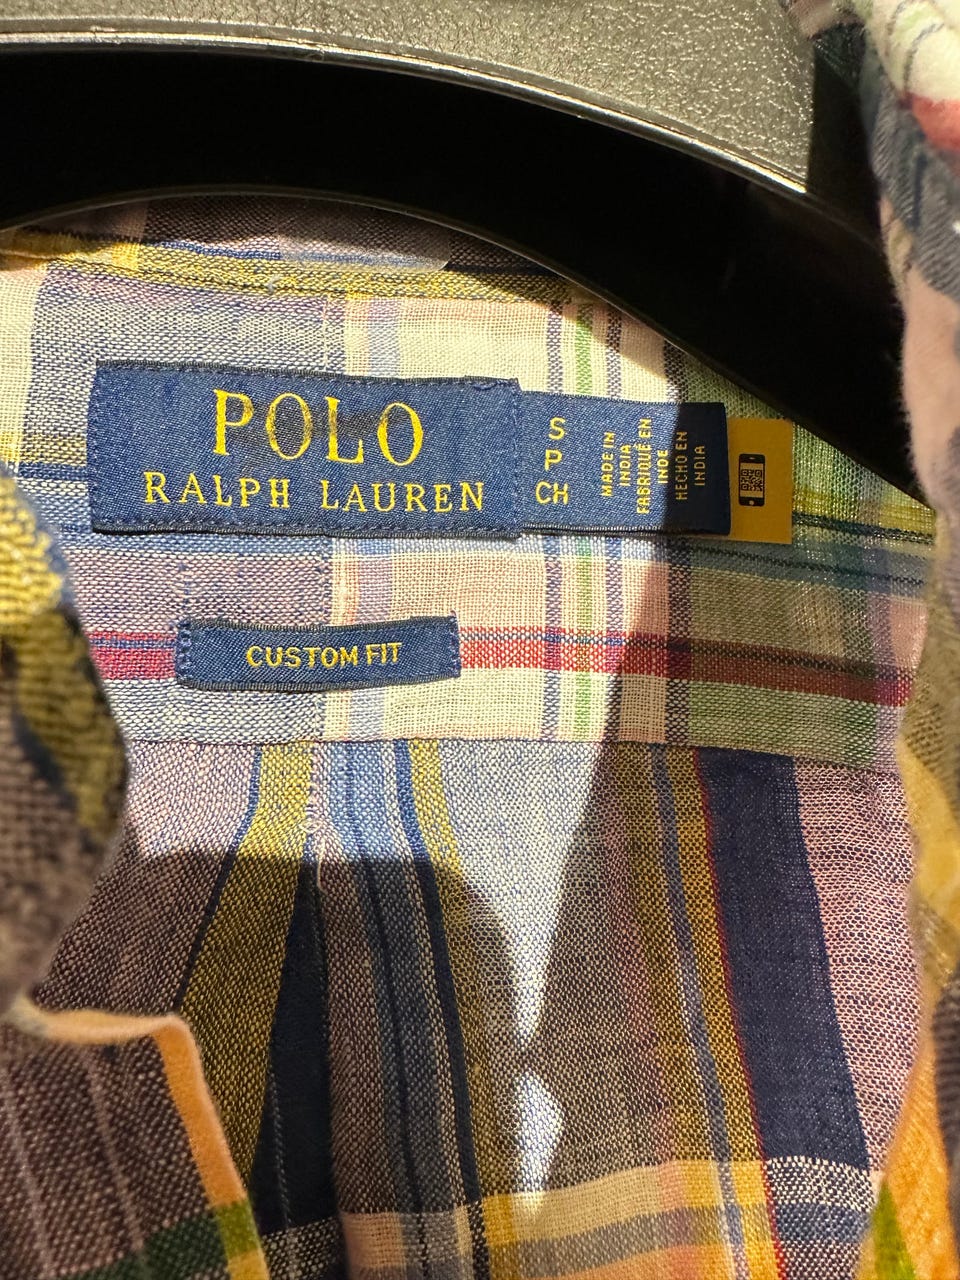 POLO
RALPH LAUREN
S
P
CH
MADE IN
INDIA
FABRIQUÉ EN
INDE
HECHO EN
INDIA
CUSTOM FIT